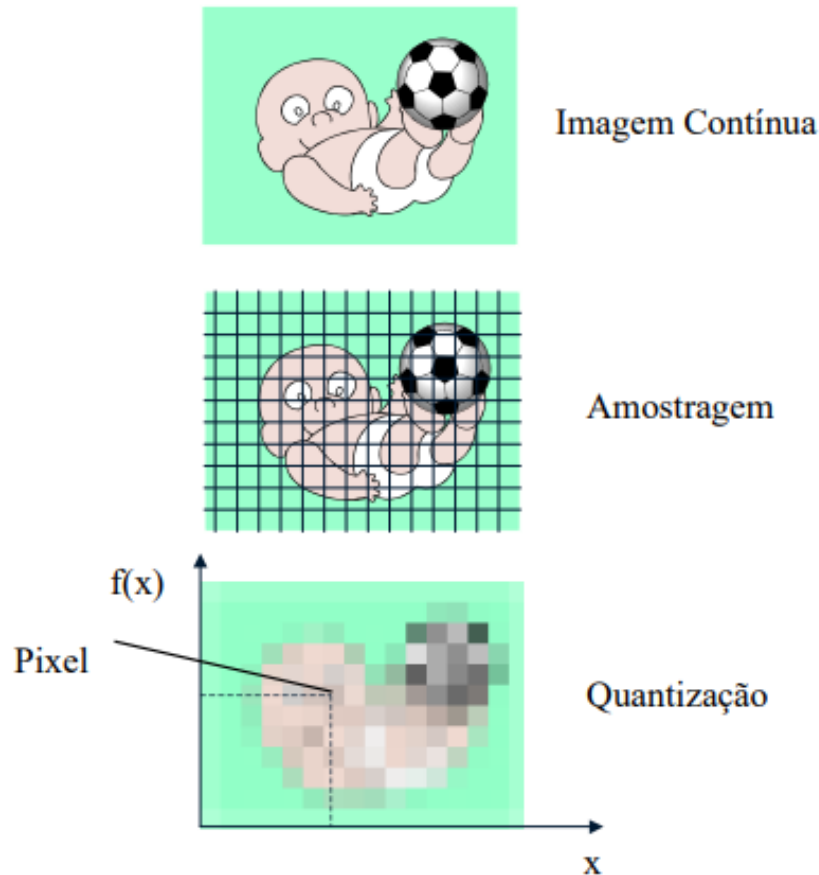 Imagem Contínua
Amostragem
f(x)
Pixel
Quantização
x